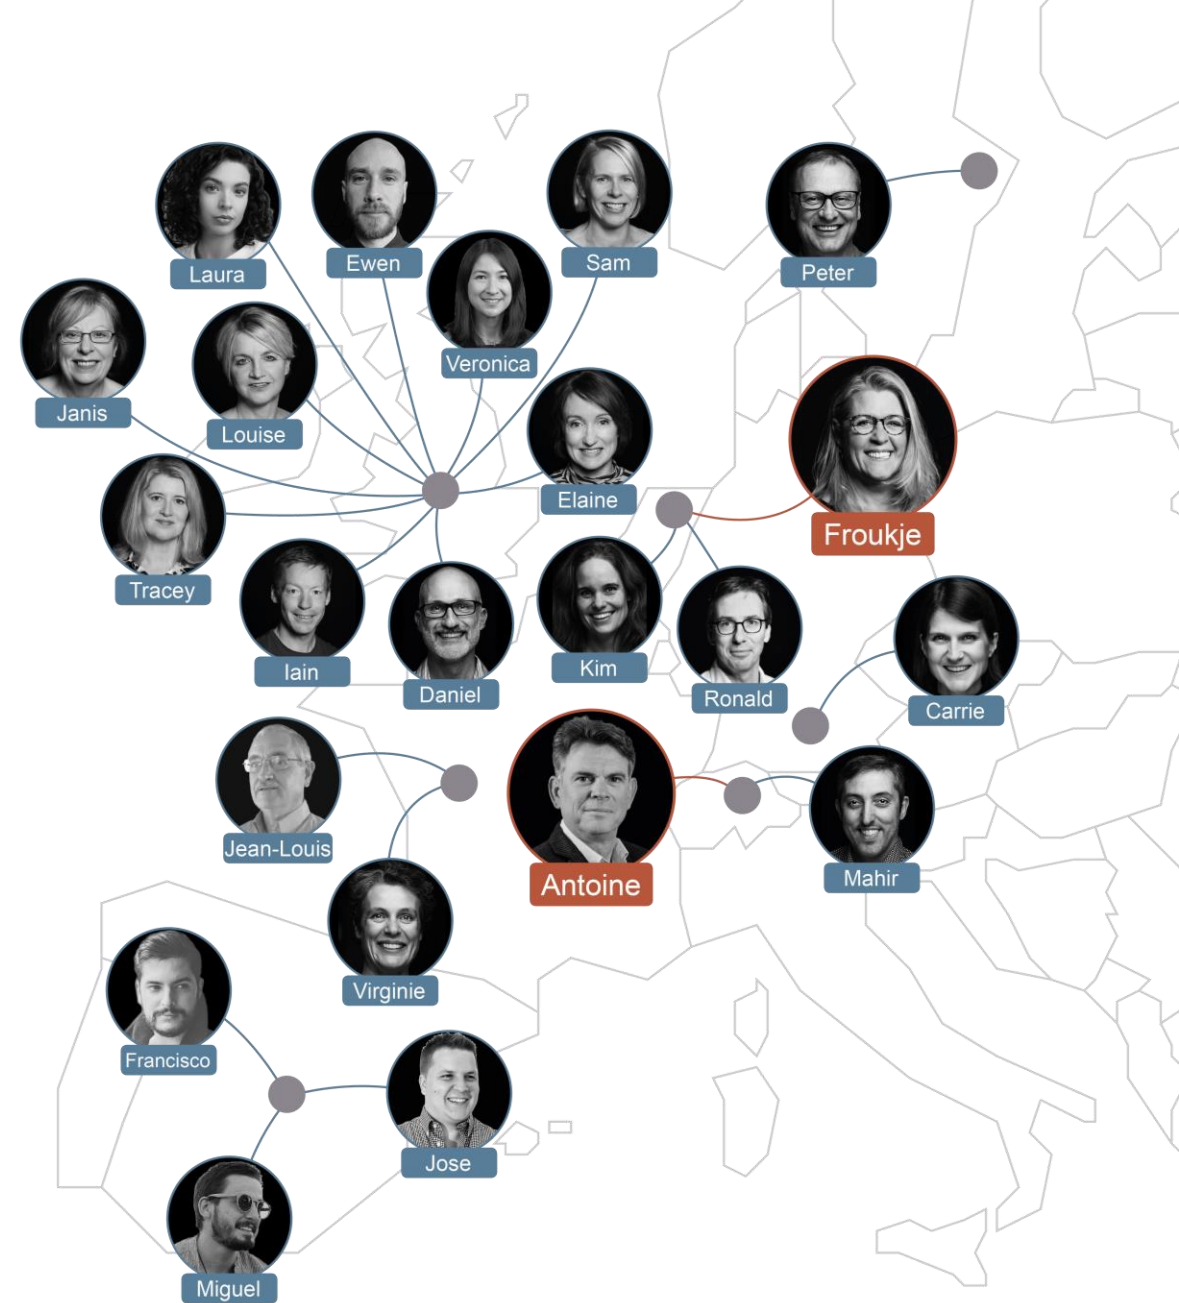 Laura
Ewen
Sam
Peter
Veronica
Janis
Louise
Elaine
Froukje
Tracey
Iain
Daniel
Kim
Ronald
Carrie
Jean-Louis
Antoine
Mahir
Virginie
Francisco
Jose
Miguel